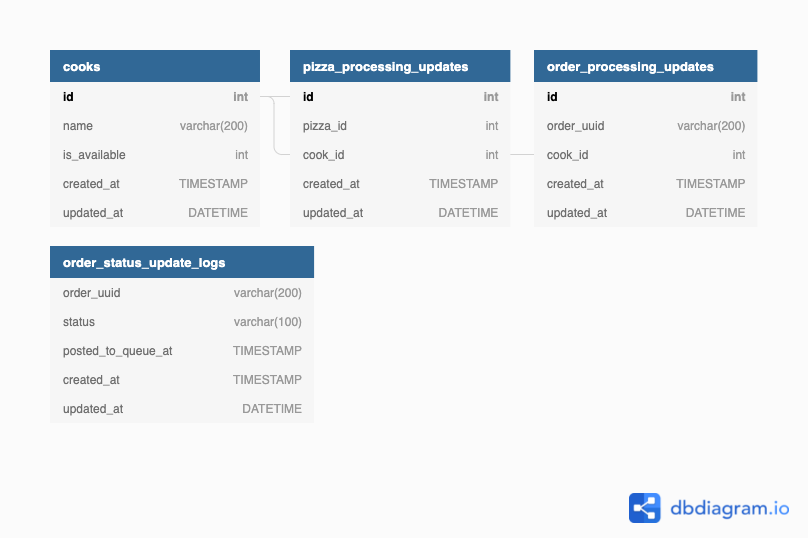 cooks
id int
name varchar(200)
is_available int
created_at TIMESTAMP
updated_at DATETIME
pizza_processing_updates
id int
pizza_id int
cook_id int
created_at TIMESTAMP
updated_at DATETIME
order_processing_updates
id int
order_uuid varchar(200)
cook_id int
created_at TIMESTAMP
updated_at DATETIME
order_status_update_logs
order_uuid varchar(200)
status varchar(100)
posted_to_queue_at TIMESTAMP
created_at TIMESTAMP
updated_at DATETIME
dbdiagram.io